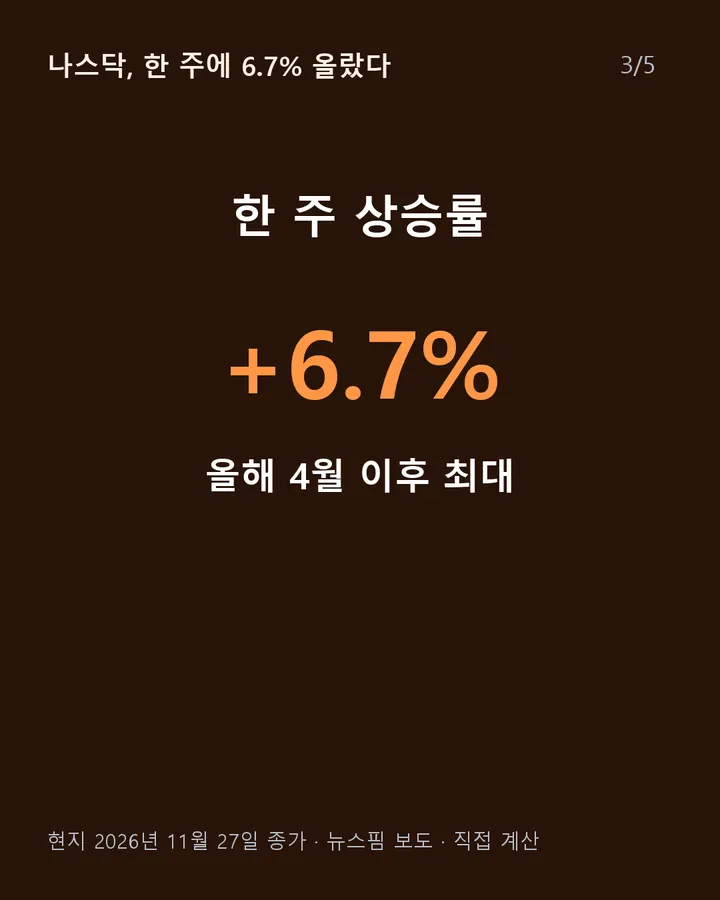 나스닥, 한 주에 6.7% 올랐다
3/5
한 주 상승률
+6.7%
올해 4월 이후 최대
현지 2026년 11월 27일 종가 · 뉴스핌 보도 · 직접 계산